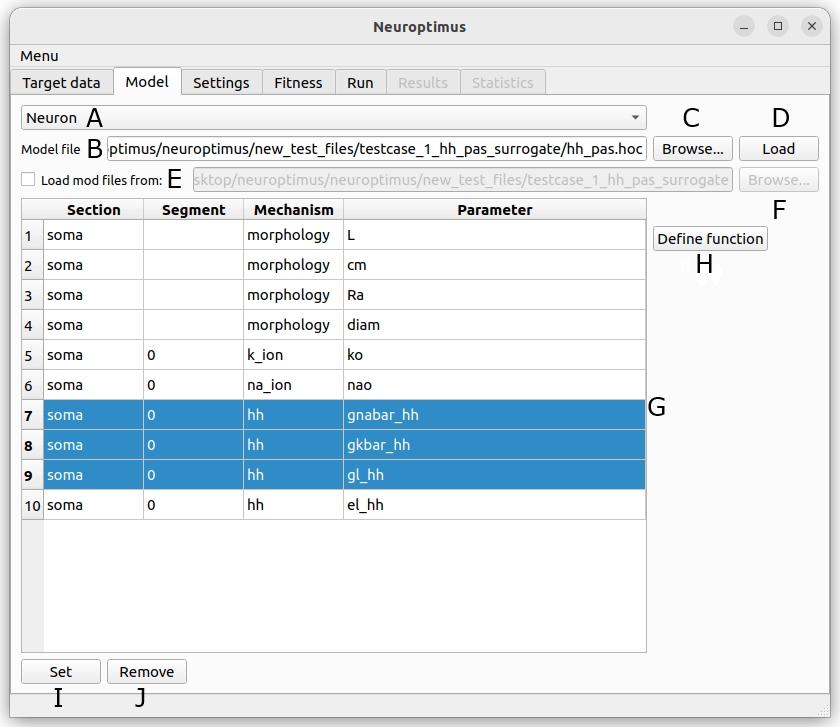 Neuroptimus
Menu
Target data Model Settings Fitness Run Results Statistics
Neuron A C D
Model file B ptimus/neuroptimus/new_test_files/testcase_1_hh_pas_surrogate/hh_pas.hoc Browse... Load
Load mod files from: E sktop/neuroptimus/neuroptimus/new_test_files/testcase_1_hh_pas_surrogate Browse...
F
Section Segment Mechanism Parameter
1 soma morphology L
Define function
H
2 soma morphology cm
3 soma morphology Ra
4 soma morphology diam
5 soma 0 k_ion ko
6 soma 0 na_ion nao
7 soma 0 hh gnabar_hh
G
8 soma 0 hh gkbar_hh
9 soma 0 hh gl_hh
10 soma 0 hh el_hh
Set Remove
I J